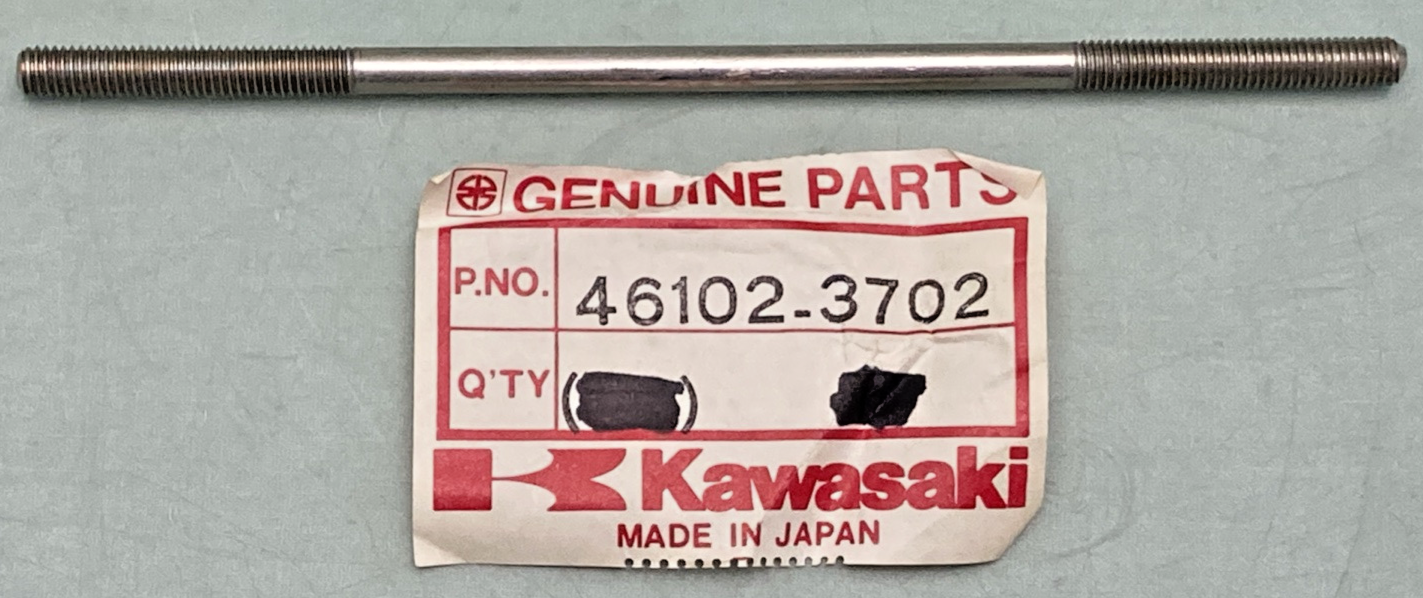 GENUINE PARTS
P.NO. 46102-3702
Q'TY ( )
Kawasaki
MADE IN JAPAN